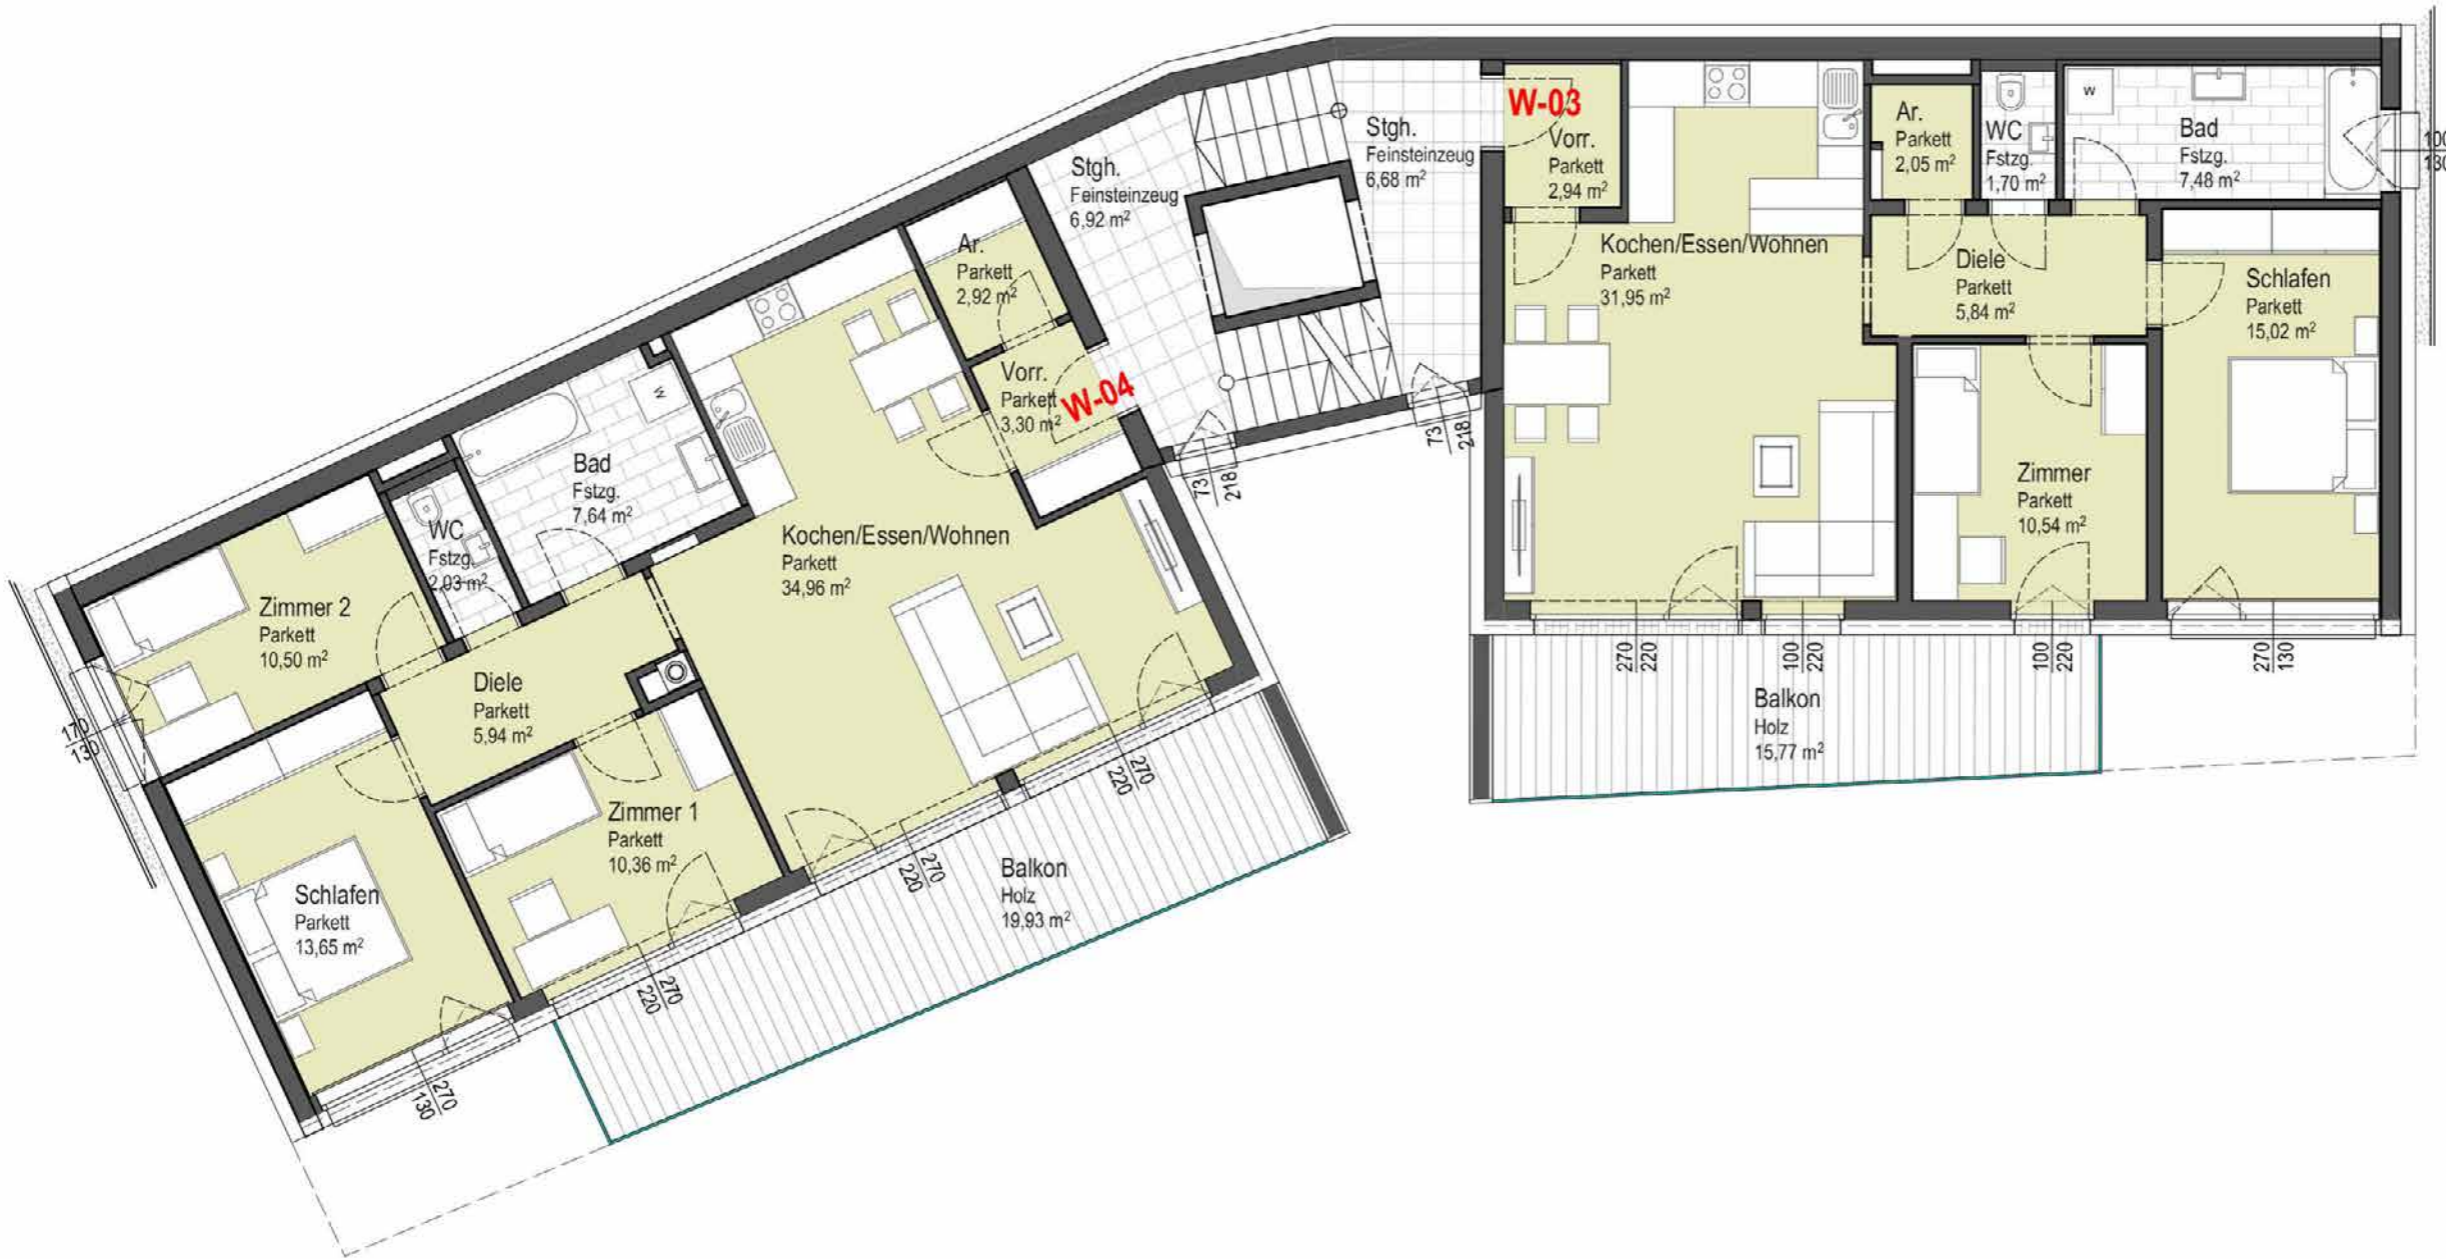 W-03
Vorr.
Parkett
2,94 m²
Kochen/Essen/Wohnen
Parkett
31,95 m²
Ar.
Parkett
2,05 m²
WC
Fstzg.
1,70 m²
W
Bad
Fstzg.
7,48 m²
100
130
Diele
Parkett
5,84 m²
Schlafen
Parkett
15,02 m²
Zimmer
Parkett
10,54 m²
270
220
100
220
100
220
270
130
Balkon
Holz
15,77 m²
Stgh.
Feinsteinzeug
6,68 m²
Stgh.
Feinsteinzeug
6,92 m²
73
218
73
218
W-04
Ar.
Parkett
2,92 m²
Vorr.
Parkett
3,30 m²
Kochen/Essen/Wohnen
Parkett
34,96 m²
W
Bad
Fstzg.
7,64 m²
WC
Fstzg.
2,03 m²
Zimmer 2
Parkett
10,50 m²
170
130
Diele
Parkett
5,94 m²
Zimmer 1
Parkett
10,36 m²
Schlafen
Parkett
13,65 m²
270
220
270
220
270
220
270
130
Balkon
Holz
19,93 m²